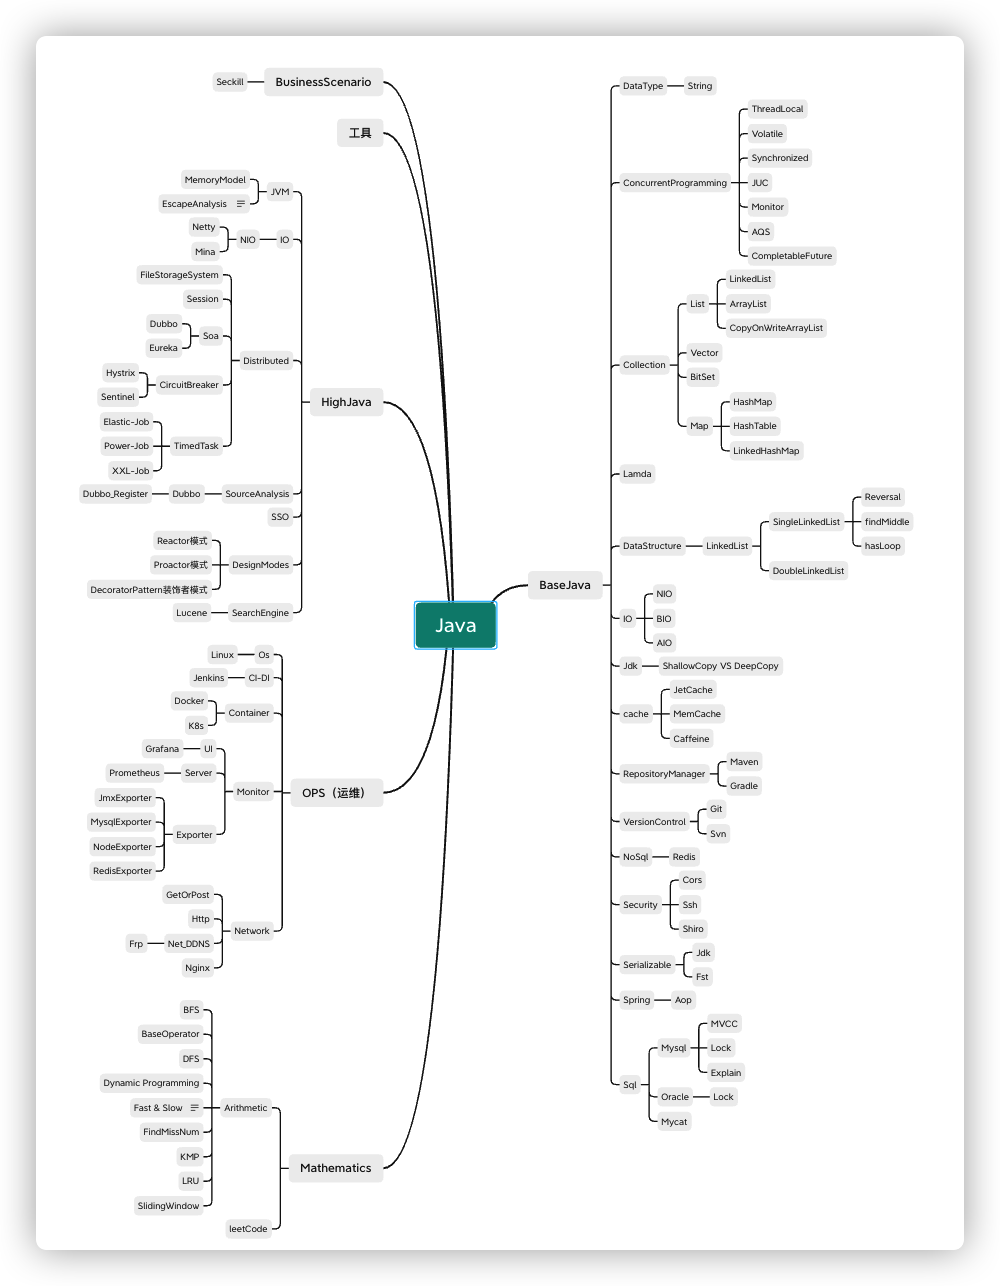 Java
BusinessScenario
Seckill
工具
HighJava
JVM
MemoryModel
EscapeAnalysis
IO
NIO
Netty
Mina
Distributed
FileStorageSystem
Session
Soa
Dubbo
Eureka
CircuitBreaker
Hystrix
Sentinel
TimedTask
Elastic-Job
Power-Job
XXL-Job
SourceAnalysis
Dubbo
Dubbo_Register
SSO
DesignModes
Reactor模式
Proactor模式
DecoratorPattern装饰者模式
SearchEngine
Lucene
OPS（运维）
Os
Linux
CI-DI
Jenkins
Container
Docker
K8s
Monitor
UI
Grafana
Server
Prometheus
Exporter
JmxExporter
MysqlExporter
NodeExporter
RedisExporter
Network
GetOrPost
Http
Net_DDNS
Frp
Nginx
Mathematics
Arithmetic
BFS
BaseOperator
DFS
Dynamic Programming
Fast & Slow
FindMissNum
KMP
LRU
SlidingWindow
leetCode
BaseJava
DataType
String
ConcurrentProgramming
ThreadLocal
Volatile
Synchronized
JUC
Monitor
AQS
CompletableFuture
Collection
List
LinkedList
ArrayList
CopyOnWriteArrayList
Vector
BitSet
Map
HashMap
HashTable
LinkedHashMap
Lamda
DataStructure
LinkedList
SingleLinkedList
Reversal
findMiddle
hasLoop
DoubleLinkedList
IO
NIO
BIO
AIO
Jdk
ShallowCopy VS DeepCopy
cache
JetCache
MemCache
Caffeine
RepositoryManager
Maven
Gradle
VersionControl
Git
Svn
NoSql
Redis
Security
Cors
Ssh
Shiro
Serializable
Jdk
Fst
Spring
Aop
Sql
Mysql
MVCC
Lock
Explain
Oracle
Lock
Mycat